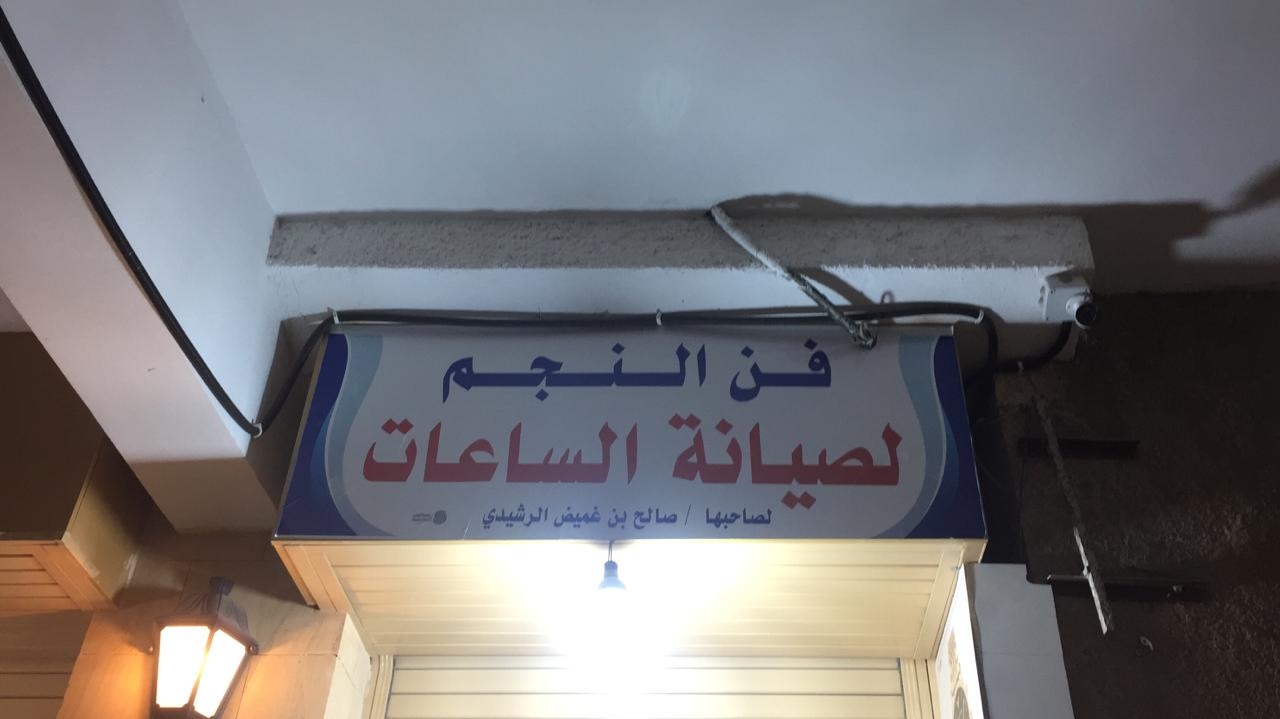 فن النجم
لصيانة الساعات
لصاحبها / صالح بن غميض الرشيدي